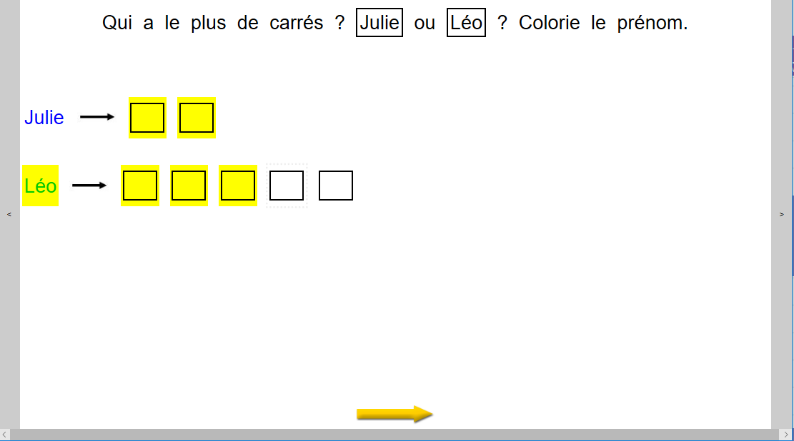 Qui a le plus de carrés ? Julie ou Léo ? Colorie le prénom.
Julie
Léo